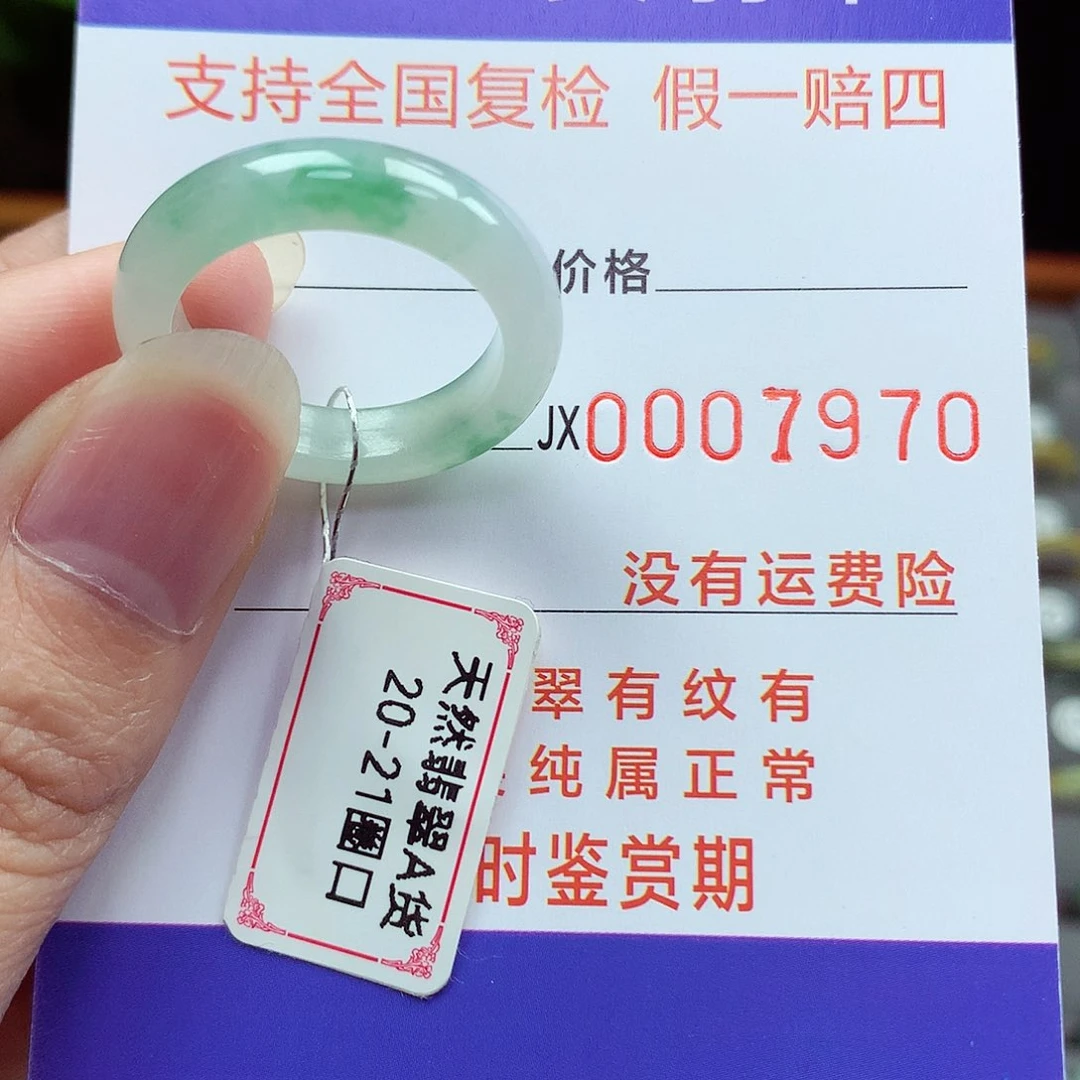 支持全国复检 假一赔四
价格
JX0007970
没有运费险
翠有纹有
纯属正常
时鉴赏期
天然翡翠A货
20-21圈口